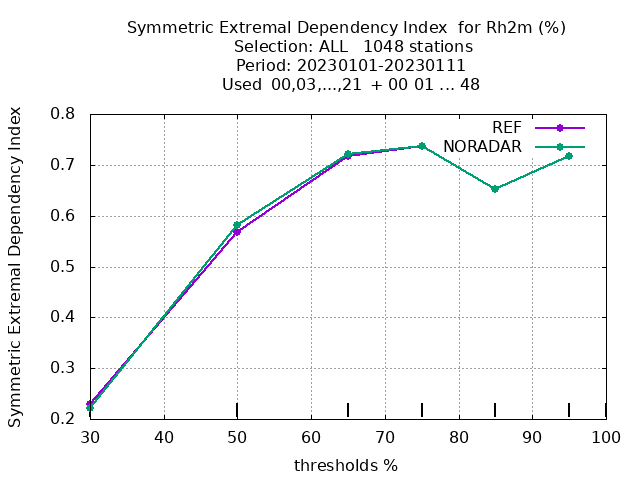 Symmetric Extremal Dependency Index for Rh2m (%)
Selection: ALL 1048 stations
Period: 20230101-20230111
Used 00,03,...,21 + 00 01 ... 48
Symmetric Extremal Dependency Index
0.8
0.7
0.6
0.5
0.4
0.3
0.2
REF
NORADAR
30 40 50 60 70 80 90 100
thresholds %